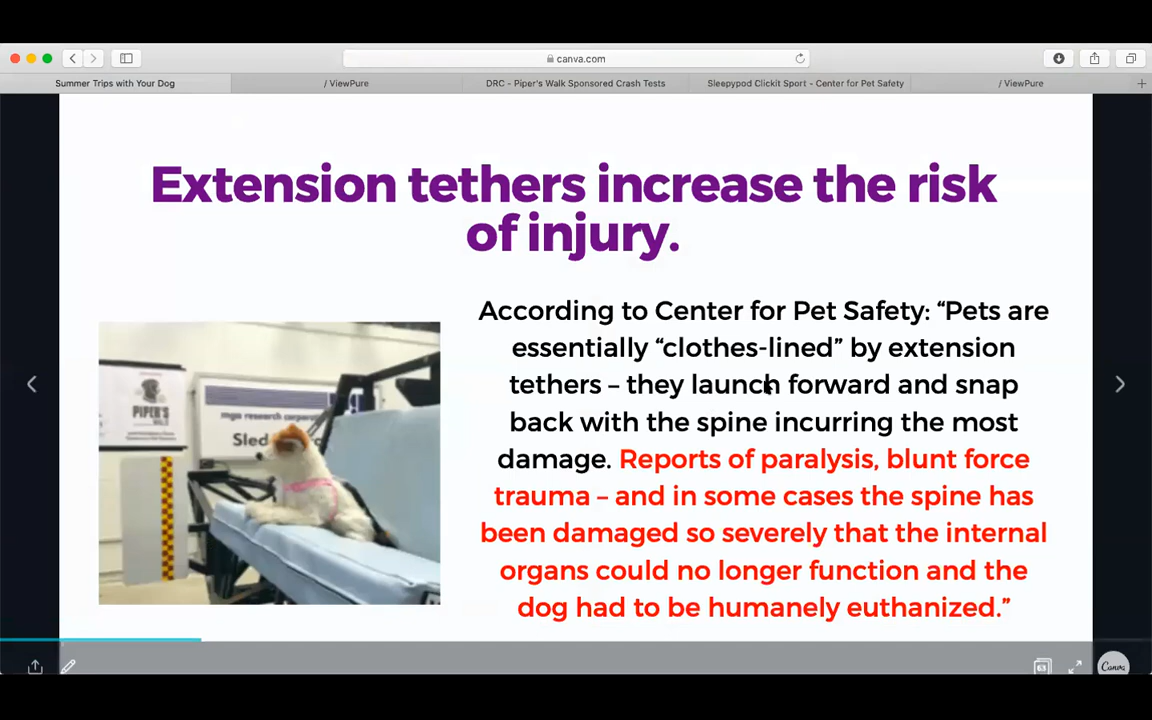 canva.com
Summer Trips with Your Dog
/ ViewPure
DRC - Piper's Walk Sponsored Crash Tests
Sleepypod Clickit Sport - Center for Pet Safety
/ ViewPure
Extension tethers increase the risk
of injury.
According to Center for Pet Safety: “Pets are
essentially “clothes-lined” by extension
tethers – they launch forward and snap
back with the spine incurring the most
damage. Reports of paralysis, blunt force
trauma – and in some cases the spine has
been damaged so severely that the internal
organs could no longer function and the
dog had to be humanely euthanized.”
PIPER'S
WALK
mga research corporation
Sled
63
Canva